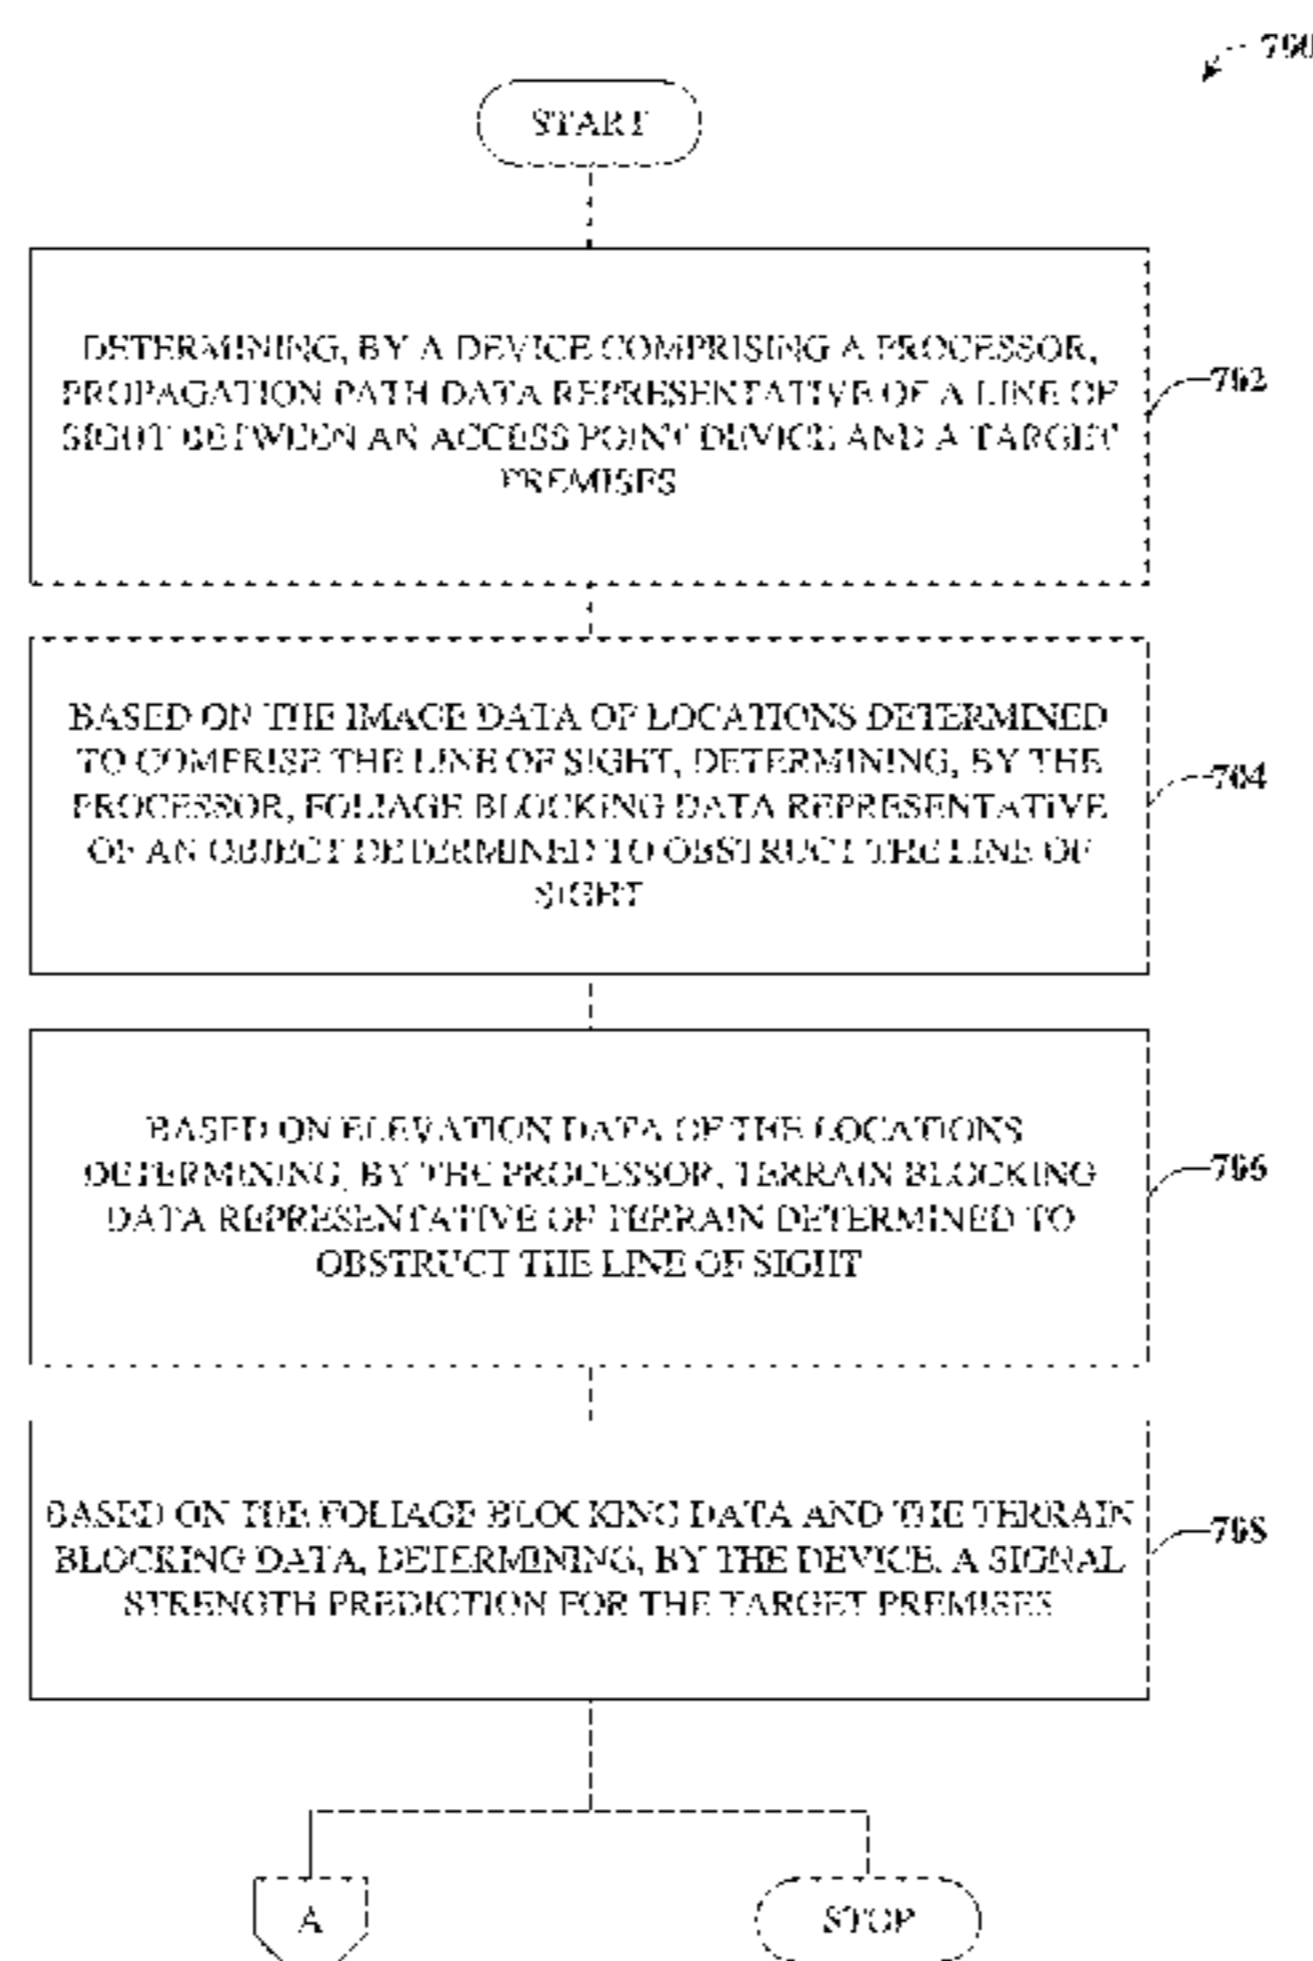 700
START
DETERMINING, BY A DEVICE COMPRISING A PROCESSOR,
PROPAGATION PATH DATA REPRESENTATIVE OF A LINE OF
SIGHT BETWEEN AN ACCESS POINT DEVICE AND A TARGET
PREMISES
702
BASED ON THE IMAGE DATA OF LOCATIONS DETERMINED
TO COMPRISE THE LINE OF SIGHT, DETERMINING, BY THE
PROCESSOR, FOLIAGE BLOCKING DATA REPRESENTATIVE
OF AN OBJECT DETERMINED TO OBSTRUCT THE LINE OF
SIGHT
704
BASED ON ELEVATION DATA OF THE LOCATIONS
DETERMINING, BY THE PROCESSOR, TERRAIN BLOCKING
DATA REPRESENTATIVE OF TERRAIN DETERMINED TO
OBSTRUCT THE LINE OF SIGHT
706
BASED ON THE FOLIAGE BLOCKING DATA AND THE TERRAIN
BLOCKING DATA, DETERMINING, BY THE DEVICE, A SIGNAL
STRENGTH PREDICTION FOR THE TARGET PREMISES
708
A
STOP